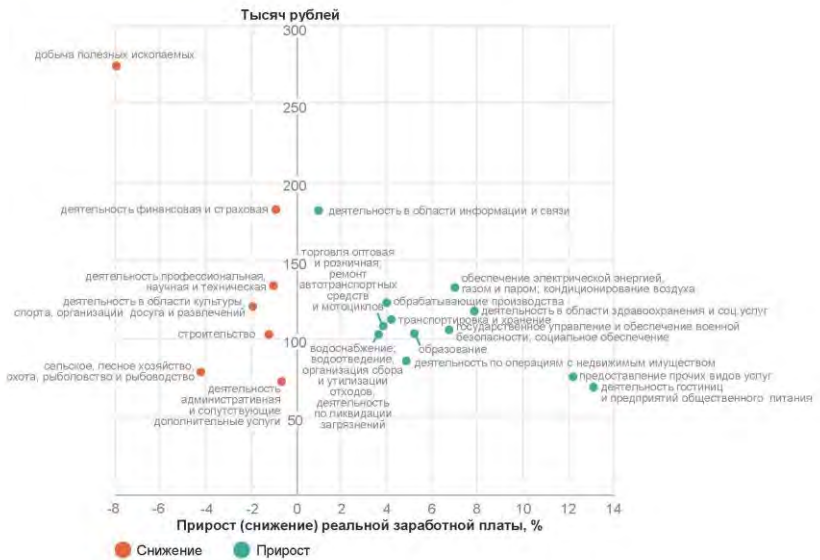 Тысяч рублей
300
добыча полезных ископаемых
250
200
деятельность финансовая и страховая
деятельность в области информации и связи
150
торговля оптовая
и розничная;
ремонт
автотранспортных
средств
и мотоциклов
деятельность профессиональная,
научная и техническая
обеспечение электрической энергией,
газом и паром; кондиционирование воздуха
деятельность в области культуры,
спорта, организации досуга и развлечений
обрабатывающие производства
деятельность в области здравоохранения и соц.услуг
транспортировка и хранение
государственное управление и обеспечение военной
безопасности, социальное обеспечение
строительство
100
образование
водоснабжение;
водоотведение,
организация сбора
и утилизации
отходов,
деятельность
по ликвидации
загрязнений
деятельность по операциям с недвижимым имуществом
сельское, лесное хозяйство,
охота, рыболовство и рыбоводство
предоставление прочих видов услуг
деятельность гостиниц
и предприятий общественного питания
деятельность
административная
и сопутствующие
дополнительные услуги
50
-8 -6 -4 -2 0 2 4 6 8 10 12 14
Прирост (снижение) реальной заработной платы, %
Снижение Прирост